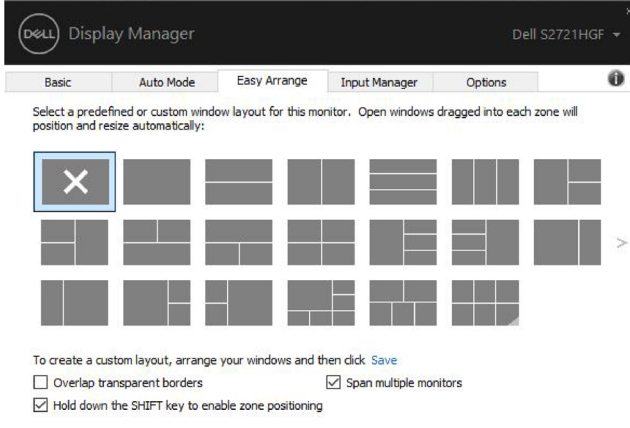 DELL Display Manager
Dell S2721HGF
Basic
Auto Mode
Easy Arrange
Input Manager
Options
Select a predefined or custom window layout for this monitor. Open windows dragged into each zone will
position and resize automatically:
To create a custom layout, arrange your windows and then click Save
Overlap transparent borders
Span multiple monitors
Hold down the SHIFT key to enable zone positioning